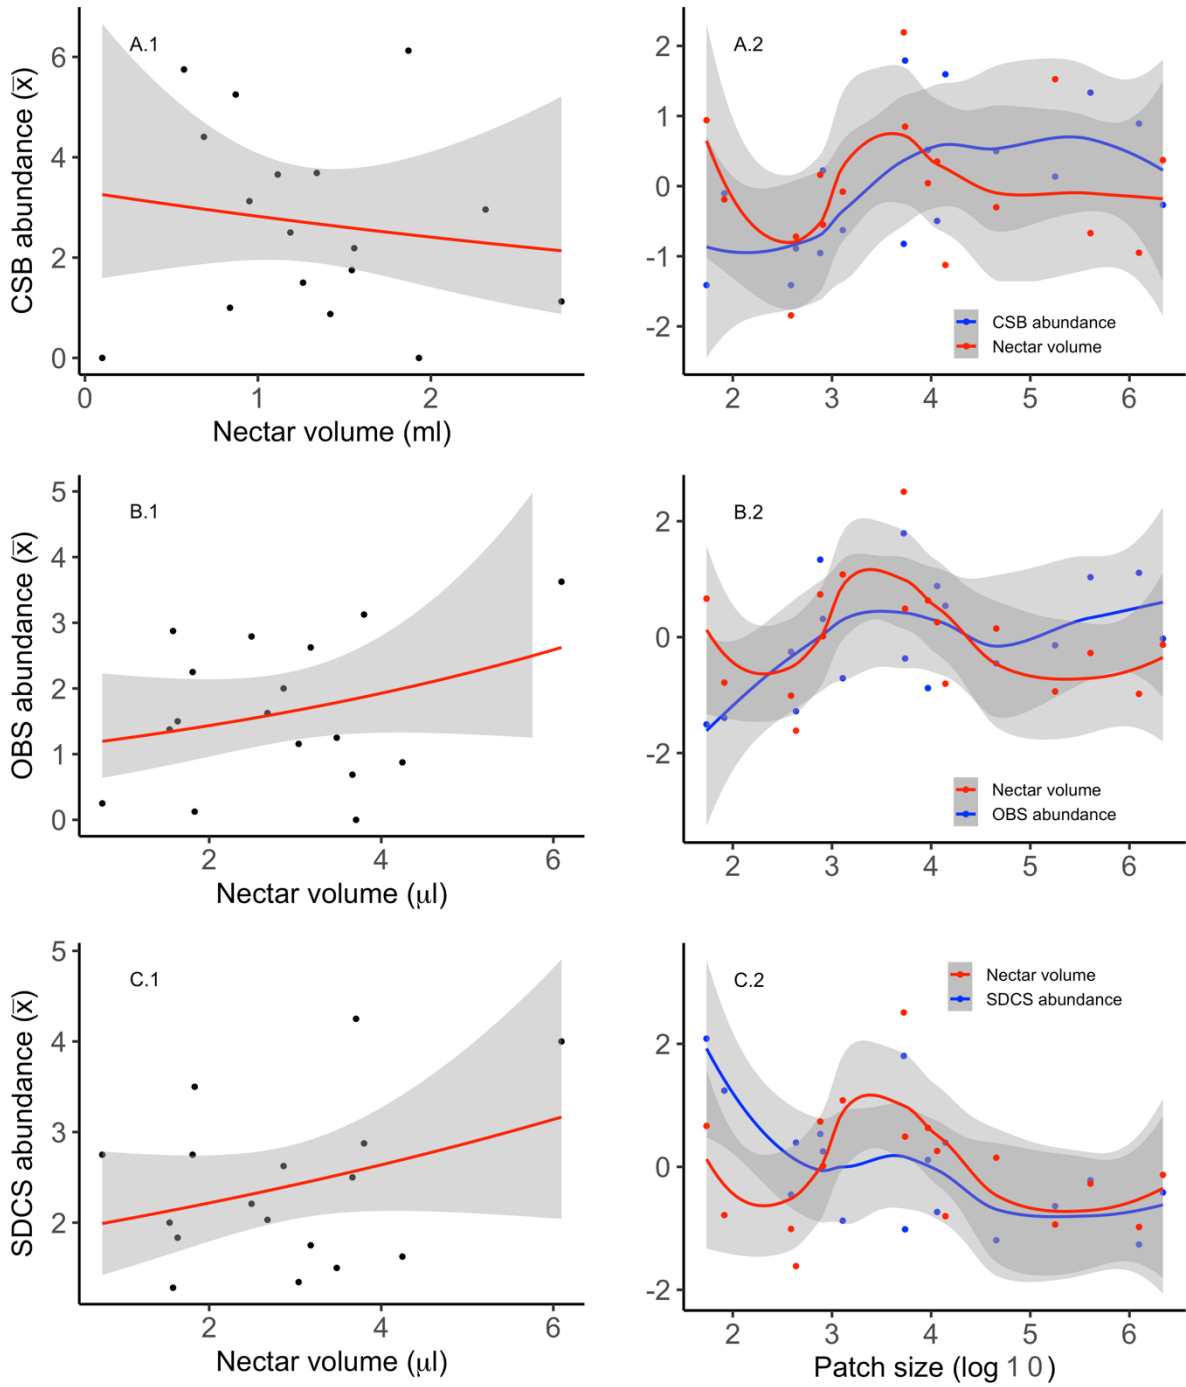 A.1
CSB abundance (x̅)
6
4
2
0
0 1 2
Nectar volume (ml)
A.2
2
1
0
-1
-2
CSB abundance
Nectar volume
2 3 4 5 6
B.1
OBS abundance (x̅)
5
4
3
2
1
0
2 4 6
Nectar volume (μl)
B.2
2
0
-2
Nectar volume
OBS abundance
2 3 4 5 6
C.1
SDCS abundance (x̅)
5
4
3
2
2 4 6
Nectar volume (μl)
C.2
2
0
-2
Nectar volume
SDCS abundance
2 3 4 5 6
Patch size (log 1 0)